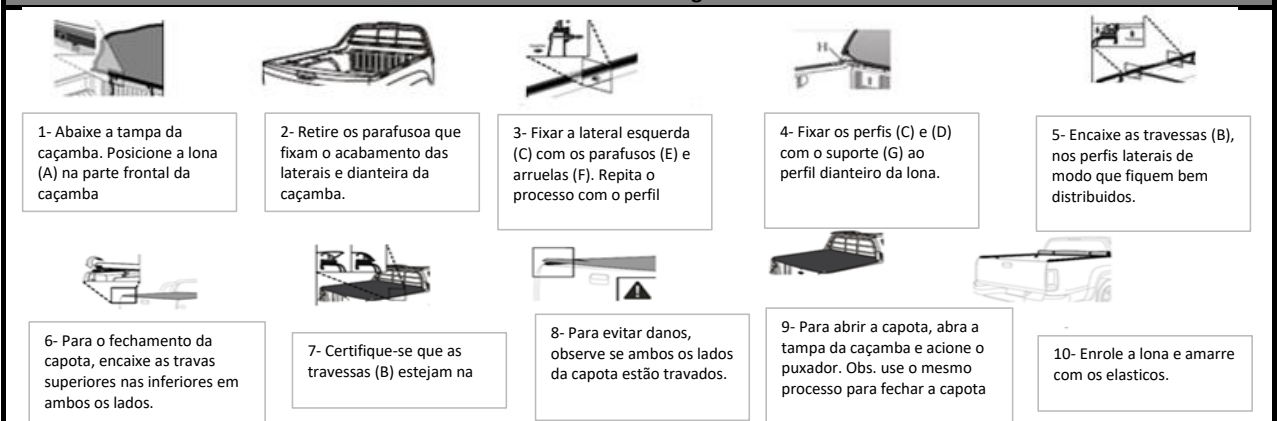 1- Abaixe a tampa da
caçamba. Posicione a lona
(A) na parte frontal da
caçamba
2- Retire os parafusoa que
fixam o acabamento das
laterais e dianteira da
caçamba.
3- Fixar a lateral esquerda
(C) com os parafusos (E) e
arruelas (F). Repita o
processo com o perfil
H
4- Fixar os perfis (C) e (D)
com o suporte (G) ao
perfil dianteiro da lona.
5- Encaixe as travessas (B),
nos perfis laterais de
modo que fiquem bem
distribuidos.
6- Para o fechamento da
capota, encaixe as travas
superiores nas inferiores em
ambos os lados.
7- Certifique-se que as
travessas (B) estejam na
8- Para evitar danos,
observe se ambos os lados
da capota estão travados.
9- Para abrir a capota, abra a
tampa da caçamba e acione o
puxador. Obs. use o mesmo
processo para fechar a capota
10- Enrole a lona e amarre
com os elasticos.